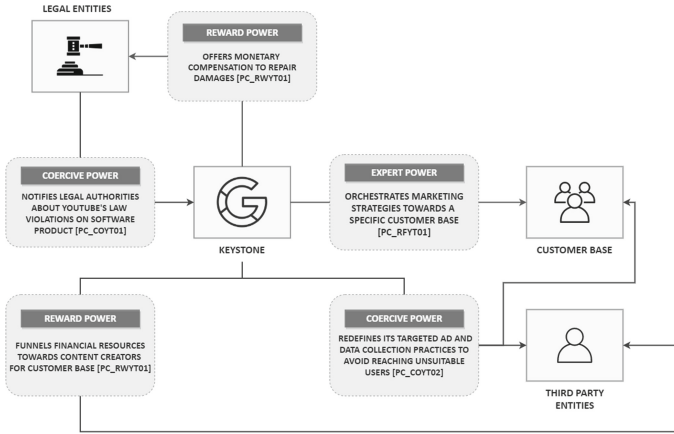 LEGAL ENTITIES
REWARD POWER
OFFERS MONETARY
COMPENSATION TO REPAIR
DAMAGES [PC_RWYT01]
COERCIVE POWER
NOTIFIES LEGAL AUTHORITIES
ABOUT YOUTUBE'S LAW
VIOLATIONS ON SOFTWARE
PRODUCT [PC_COYT01]
KEYSTONE
EXPERT POWER
ORCHESTRATES MARKETING
STRATEGIES TOWARDS A
SPECIFIC CUSTOMER BASE
[PC_RFYT01]
CUSTOMER BASE
REWARD POWER
FUNNELS FINANCIAL RESOURCES
TOWARDS CONTENT CREATORS
FOR CUSTOMER BASE [PC_RWYT01]
COERCIVE POWER
REDEFINES ITS TARGETED AD AND
DATA COLLECTION PRACTICES TO
AVOID REACHING UNSUITABLE
USERS [PC_COYT02]
THIRD PARTY
ENTITIES